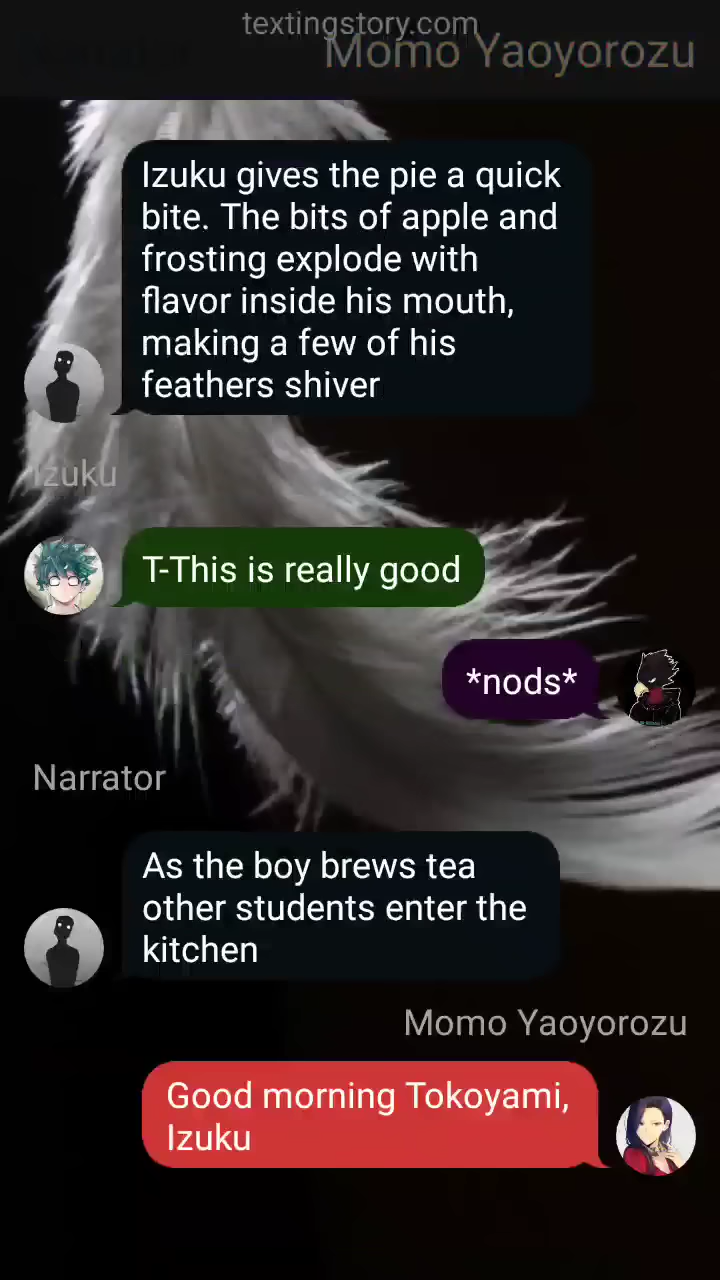 textingstory.com
Momo Yaoyorozu
Izuku gives the pie a quick
bite. The bits of apple and
frosting explode with
flavor inside his mouth,
making a few of his
feathers shiver
Izuku
T-This is really good
*nods*
Narrator
As the boy brews tea
other students enter the
kitchen
Momo Yaoyorozu
Good morning Tokoyami,
Izuku